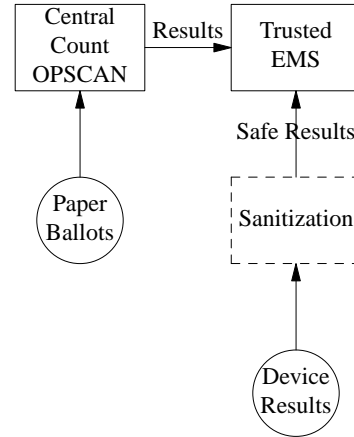 Central
Count
OPSCAN
Results
Trusted
EMS
Safe Results
Paper
Ballots
Sanitization
Device
Results